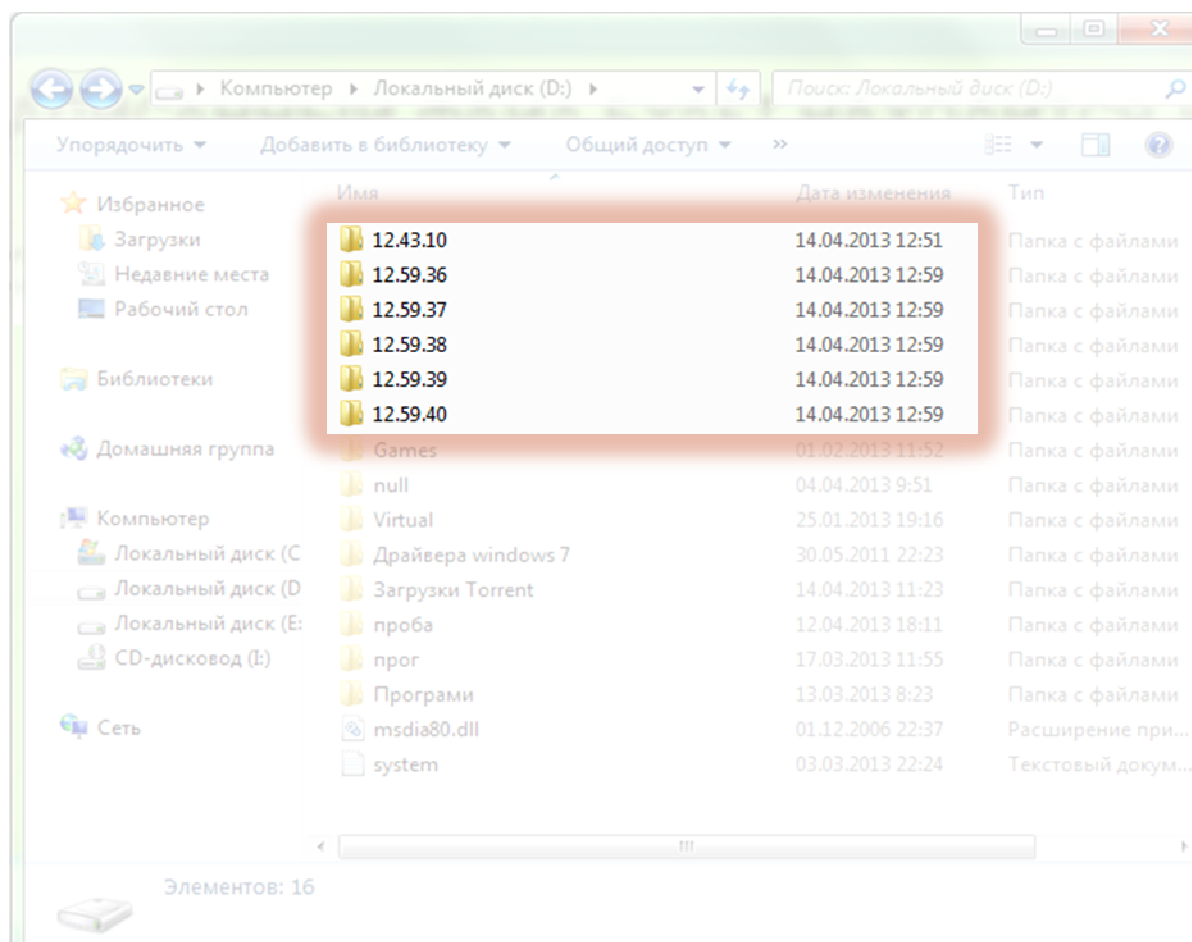 Компьютер Локальный диск (D:) Поиск: Локальный диск (D:)
Упорядочить Добавить в библиотеку Общий доступ »
Имя Дата изменения Тип
Избранное
Загрузки
Недавние места
Рабочий стол
Библиотеки
Домашняя группа
Компьютер
Локальный диск (C
Локальный диск (D
Локальный диск (E:
CD-дисковод (I:)
Сеть
12.43.10 14.04.2013 12:51 Папка с файлами
12.59.36 14.04.2013 12:59 Папка с файлами
12.59.37 14.04.2013 12:59 Папка с файлами
12.59.38 14.04.2013 12:59 Папка с файлами
12.59.39 14.04.2013 12:59 Папка с файлами
12.59.40 14.04.2013 12:59 Папка с файлами
Games 01.02.2013 11:52 Папка с файлами
null 04.04.2013 9:51 Папка с файлами
Virtual 25.01.2013 19:16 Папка с файлами
Драйвера windows 7 30.05.2011 22:23 Папка с файлами
Загрузки Torrent 14.04.2013 11:23 Папка с файлами
проба 12.04.2013 18:11 Папка с файлами
прог 17.03.2013 11:55 Папка с файлами
Програми 13.03.2013 8:23 Папка с файлами
msdia80.dll 01.12.2006 22:37 Расширение при...
system 03.03.2013 22:24 Текстовый докум...
Элементов: 16